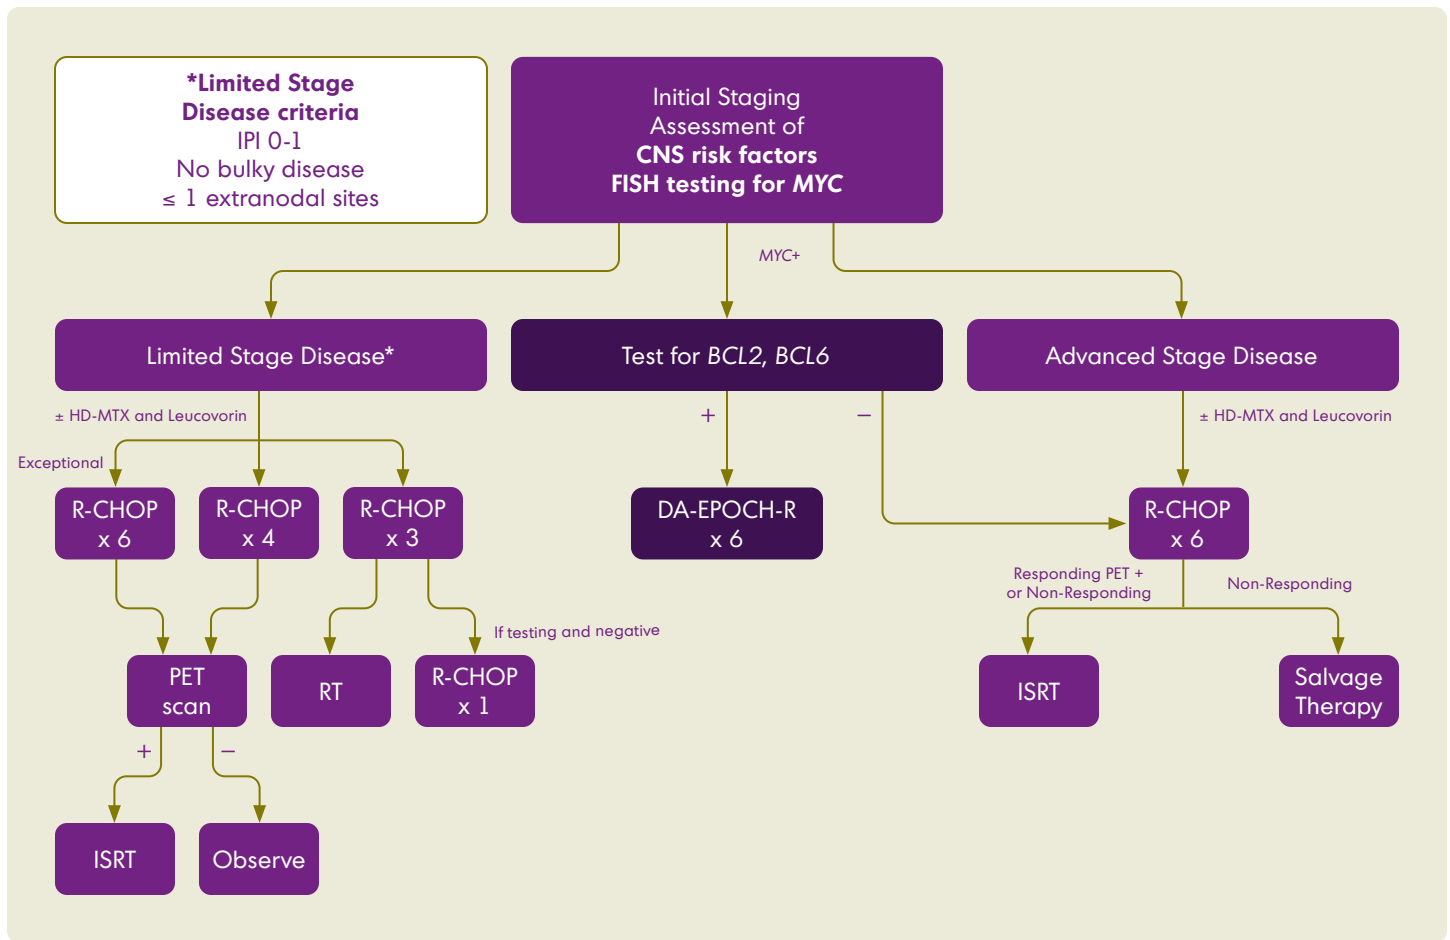 *Limited Stage
Disease criteria
IPI 0-1
No bulky disease
≤ 1 extranodal sites
Initial Staging
Assessment of
CNS risk factors
FISH testing for MYC
MYC+
Limited Stage Disease*
Test for BCL2, BCL6
Advanced Stage Disease
± HD-MTX and Leucovorin
+
−
± HD-MTX and Leucovorin
Exceptional
R-CHOP
x 6
R-CHOP
x 4
R-CHOP
x 3
DA-EPOCH-R
x 6
R-CHOP
x 6
Responding PET +
or Non-Responding
Non-Responding
If testing and negative
PET
scan
RT
R-CHOP
x 1
ISRT
Salvage
Therapy
+
−
ISRT
Observe